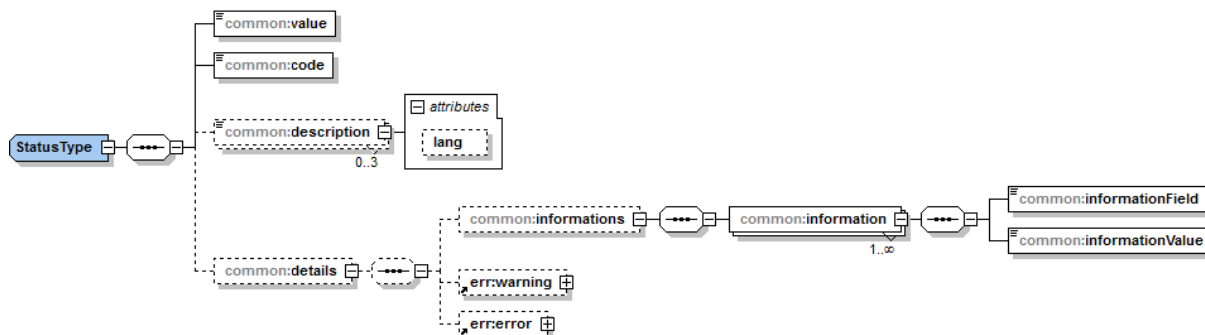 common:value
common:code
attributes
common:description
lang
StatusType
0..3
common:informations
common:information
common:informationField
1..∞
common:informationValue
common:details
err:warning
err:error